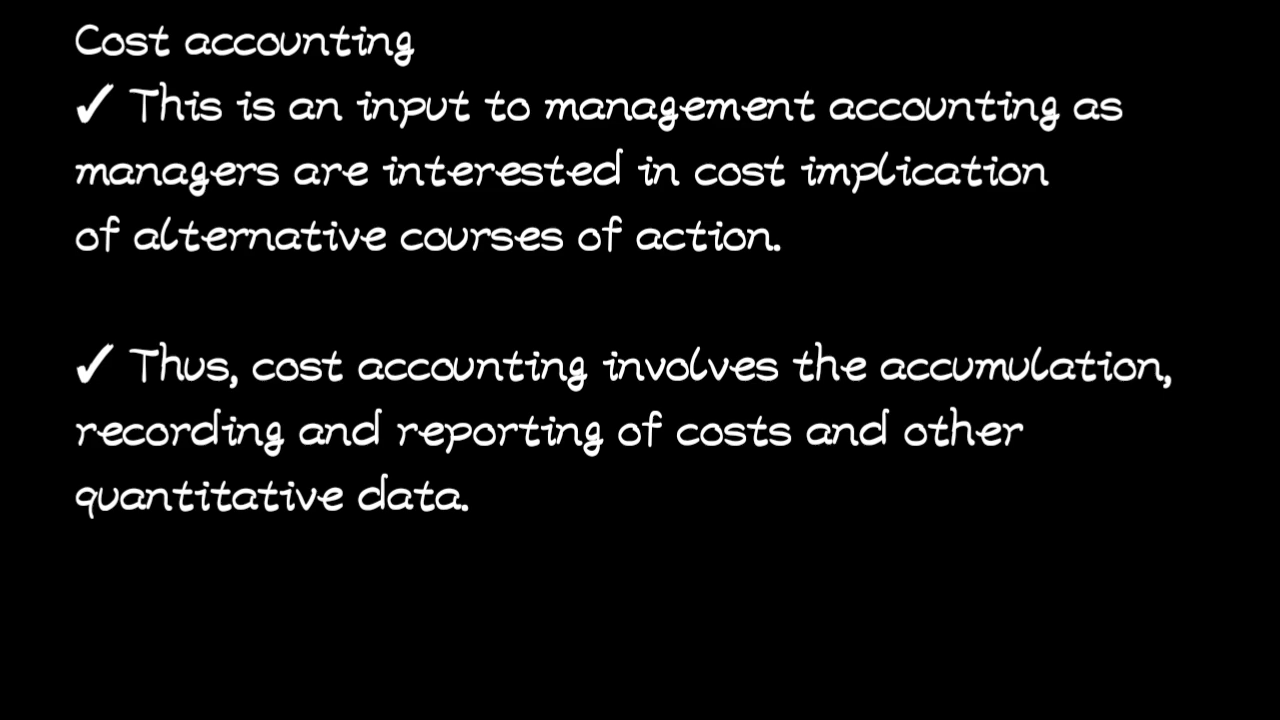 Cost accounting
✓ This is an input to management accounting as
managers are interested in cost implication
of alternative courses of action.
✓ Thus, cost accounting involves the accumulation,
recording and reporting of costs and other
quantitative data.